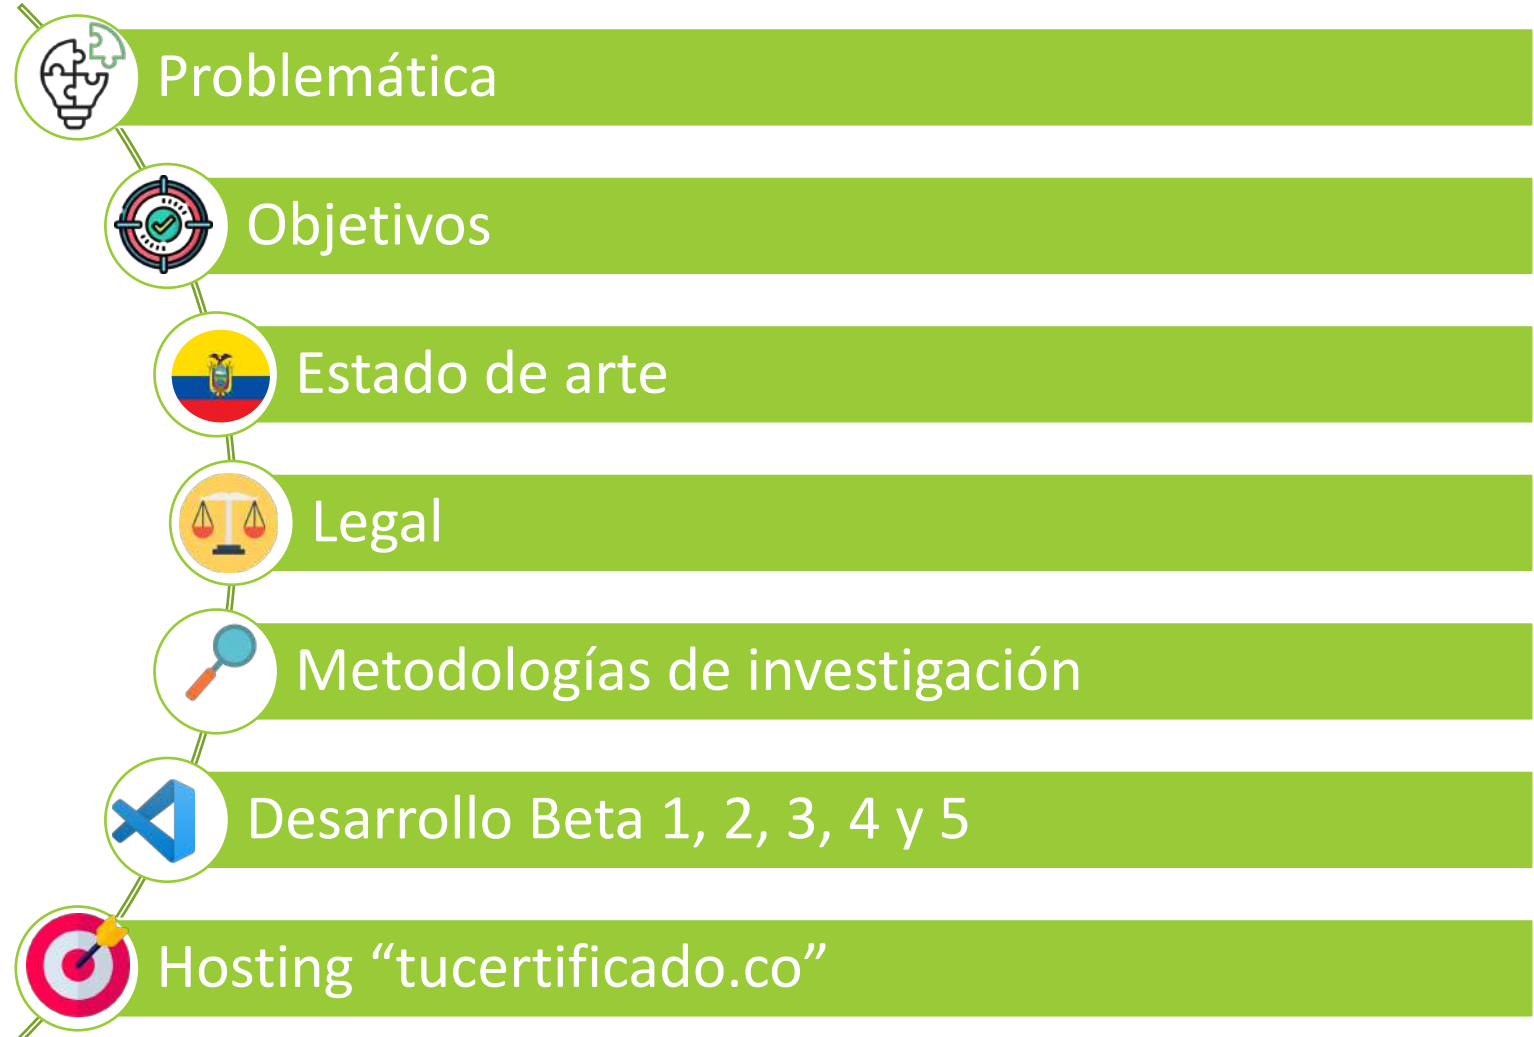 Problemática
Objetivos
Estado de arte
Legal
Metodologías de investigación
Desarrollo Beta 1, 2, 3, 4 y 5
Hosting “tucertificado.co”